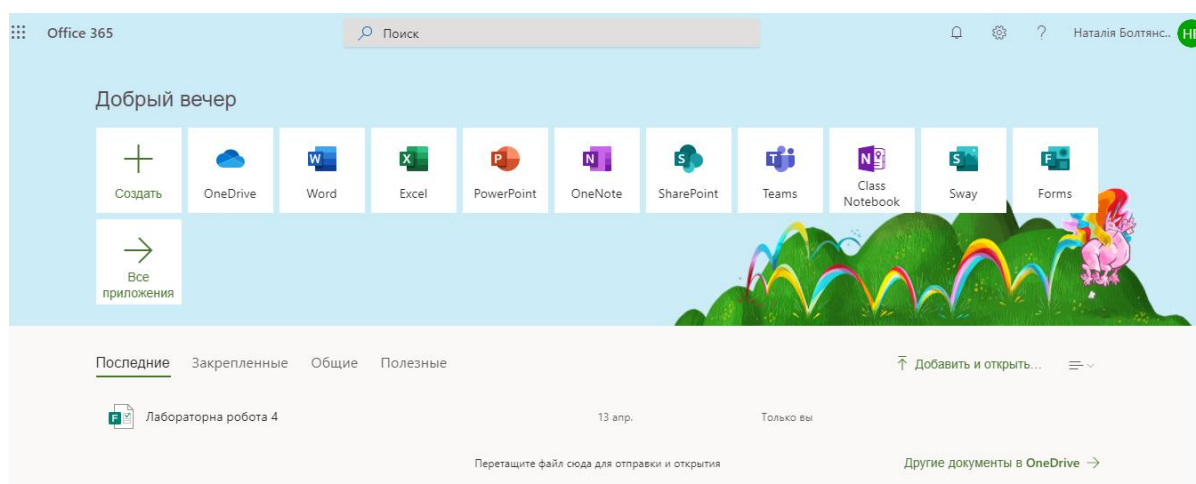 Office 365 Поиск ? Наталія Болтянс.. НБ
Добрый вечер
Создать OneDrive Word Excel PowerPoint OneNote SharePoint Teams Class Notebook Sway Forms
Все
приложения
Последние Закрепленные Общие Полезные Добавить и открыть...
Лабораторна робота 4 13 апр. Только вы
Перетащите файл сюда для отправки и открытия Другие документы в OneDrive →